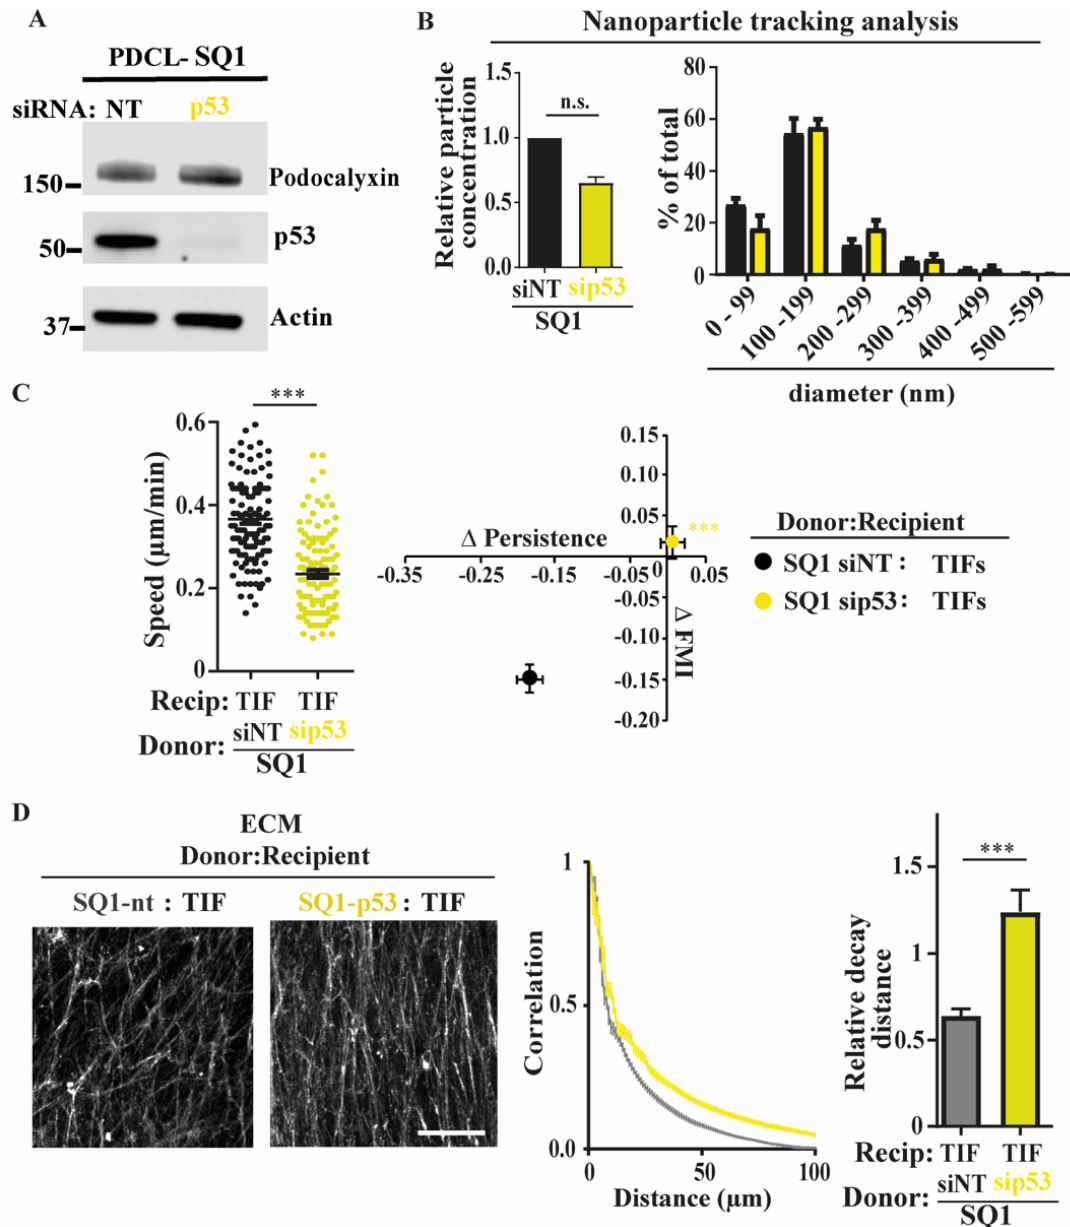 A
PDCL- SQ1
siRNA: NT p53
150
Podocalyxin
50
p53
37
Actin
B
Nanoparticle tracking analysis
Relative particle
concentration
1.5
1.0
0.5
0.0
n.s.
siNT sip53
SQ1
% of total
80
60
40
20
0
0 - 99
100 -199
200 -299
300 -399
400 -499
500 -599
diameter (nm)
C
Speed (µm/min)
0.6
0.4
0.2
0
***
Recip: TIF TIF
Donor: siNT sip53
SQ1
0.15
0.10
0.05
0
-0.05
-0.10
-0.15
-0.20
Δ Persistence
***
-0.35 -0.25 -0.15 -0.05 0.05
Δ FMI
Donor:Recipient
SQ1 siNT : TIFs
SQ1 sip53 : TIFs
D
ECM
Donor:Recipient
SQ1-nt : TIF SQ1-p53 : TIF
Correlation
1
0.5
0.0
0 50 100
Distance (µm)
Relative decay
distance
1.5
1
0.5
0
***
Recip: TIF TIF
Donor: siNT sip53
SQ1